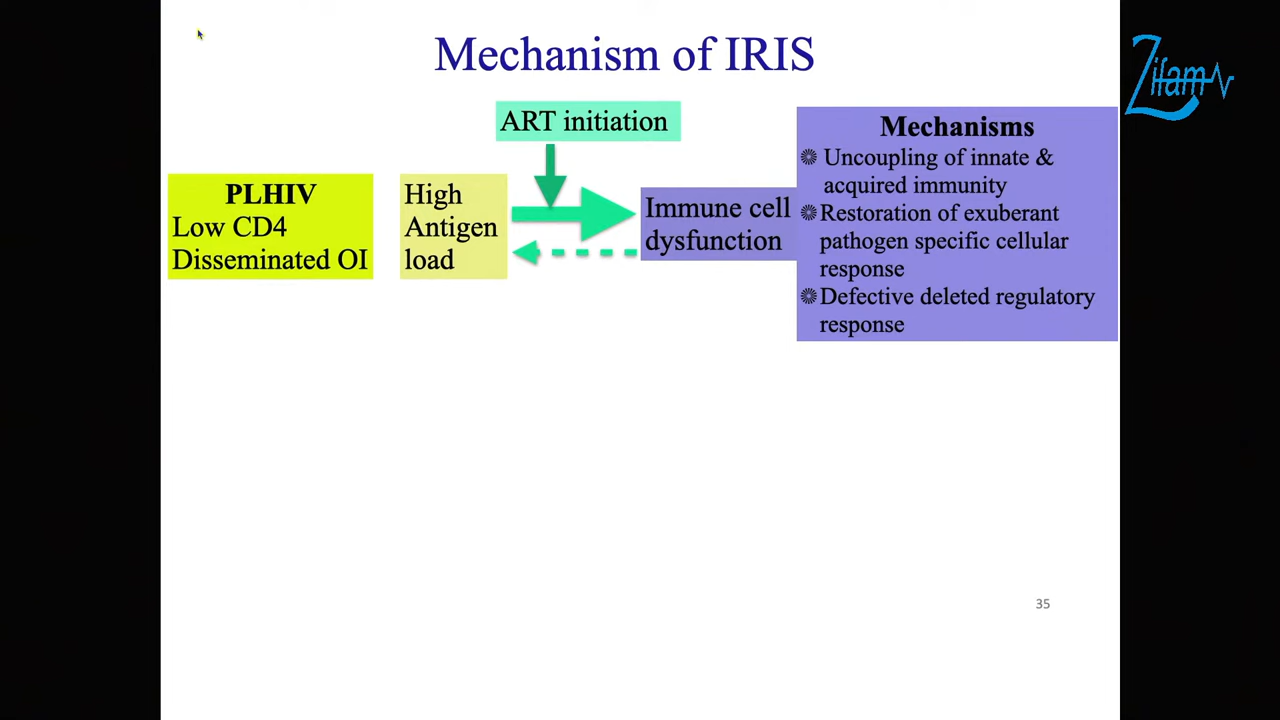 Mechanism of IRIS
Zifam
ART initiation
PLHIV
Low CD4
Disseminated OI
High
Antigen
load
Immune cell
dysfunction
Mechanisms
Uncoupling of innate &
acquired immunity
Restoration of exuberant
pathogen specific cellular
response
Defective deleted regulatory
response
35